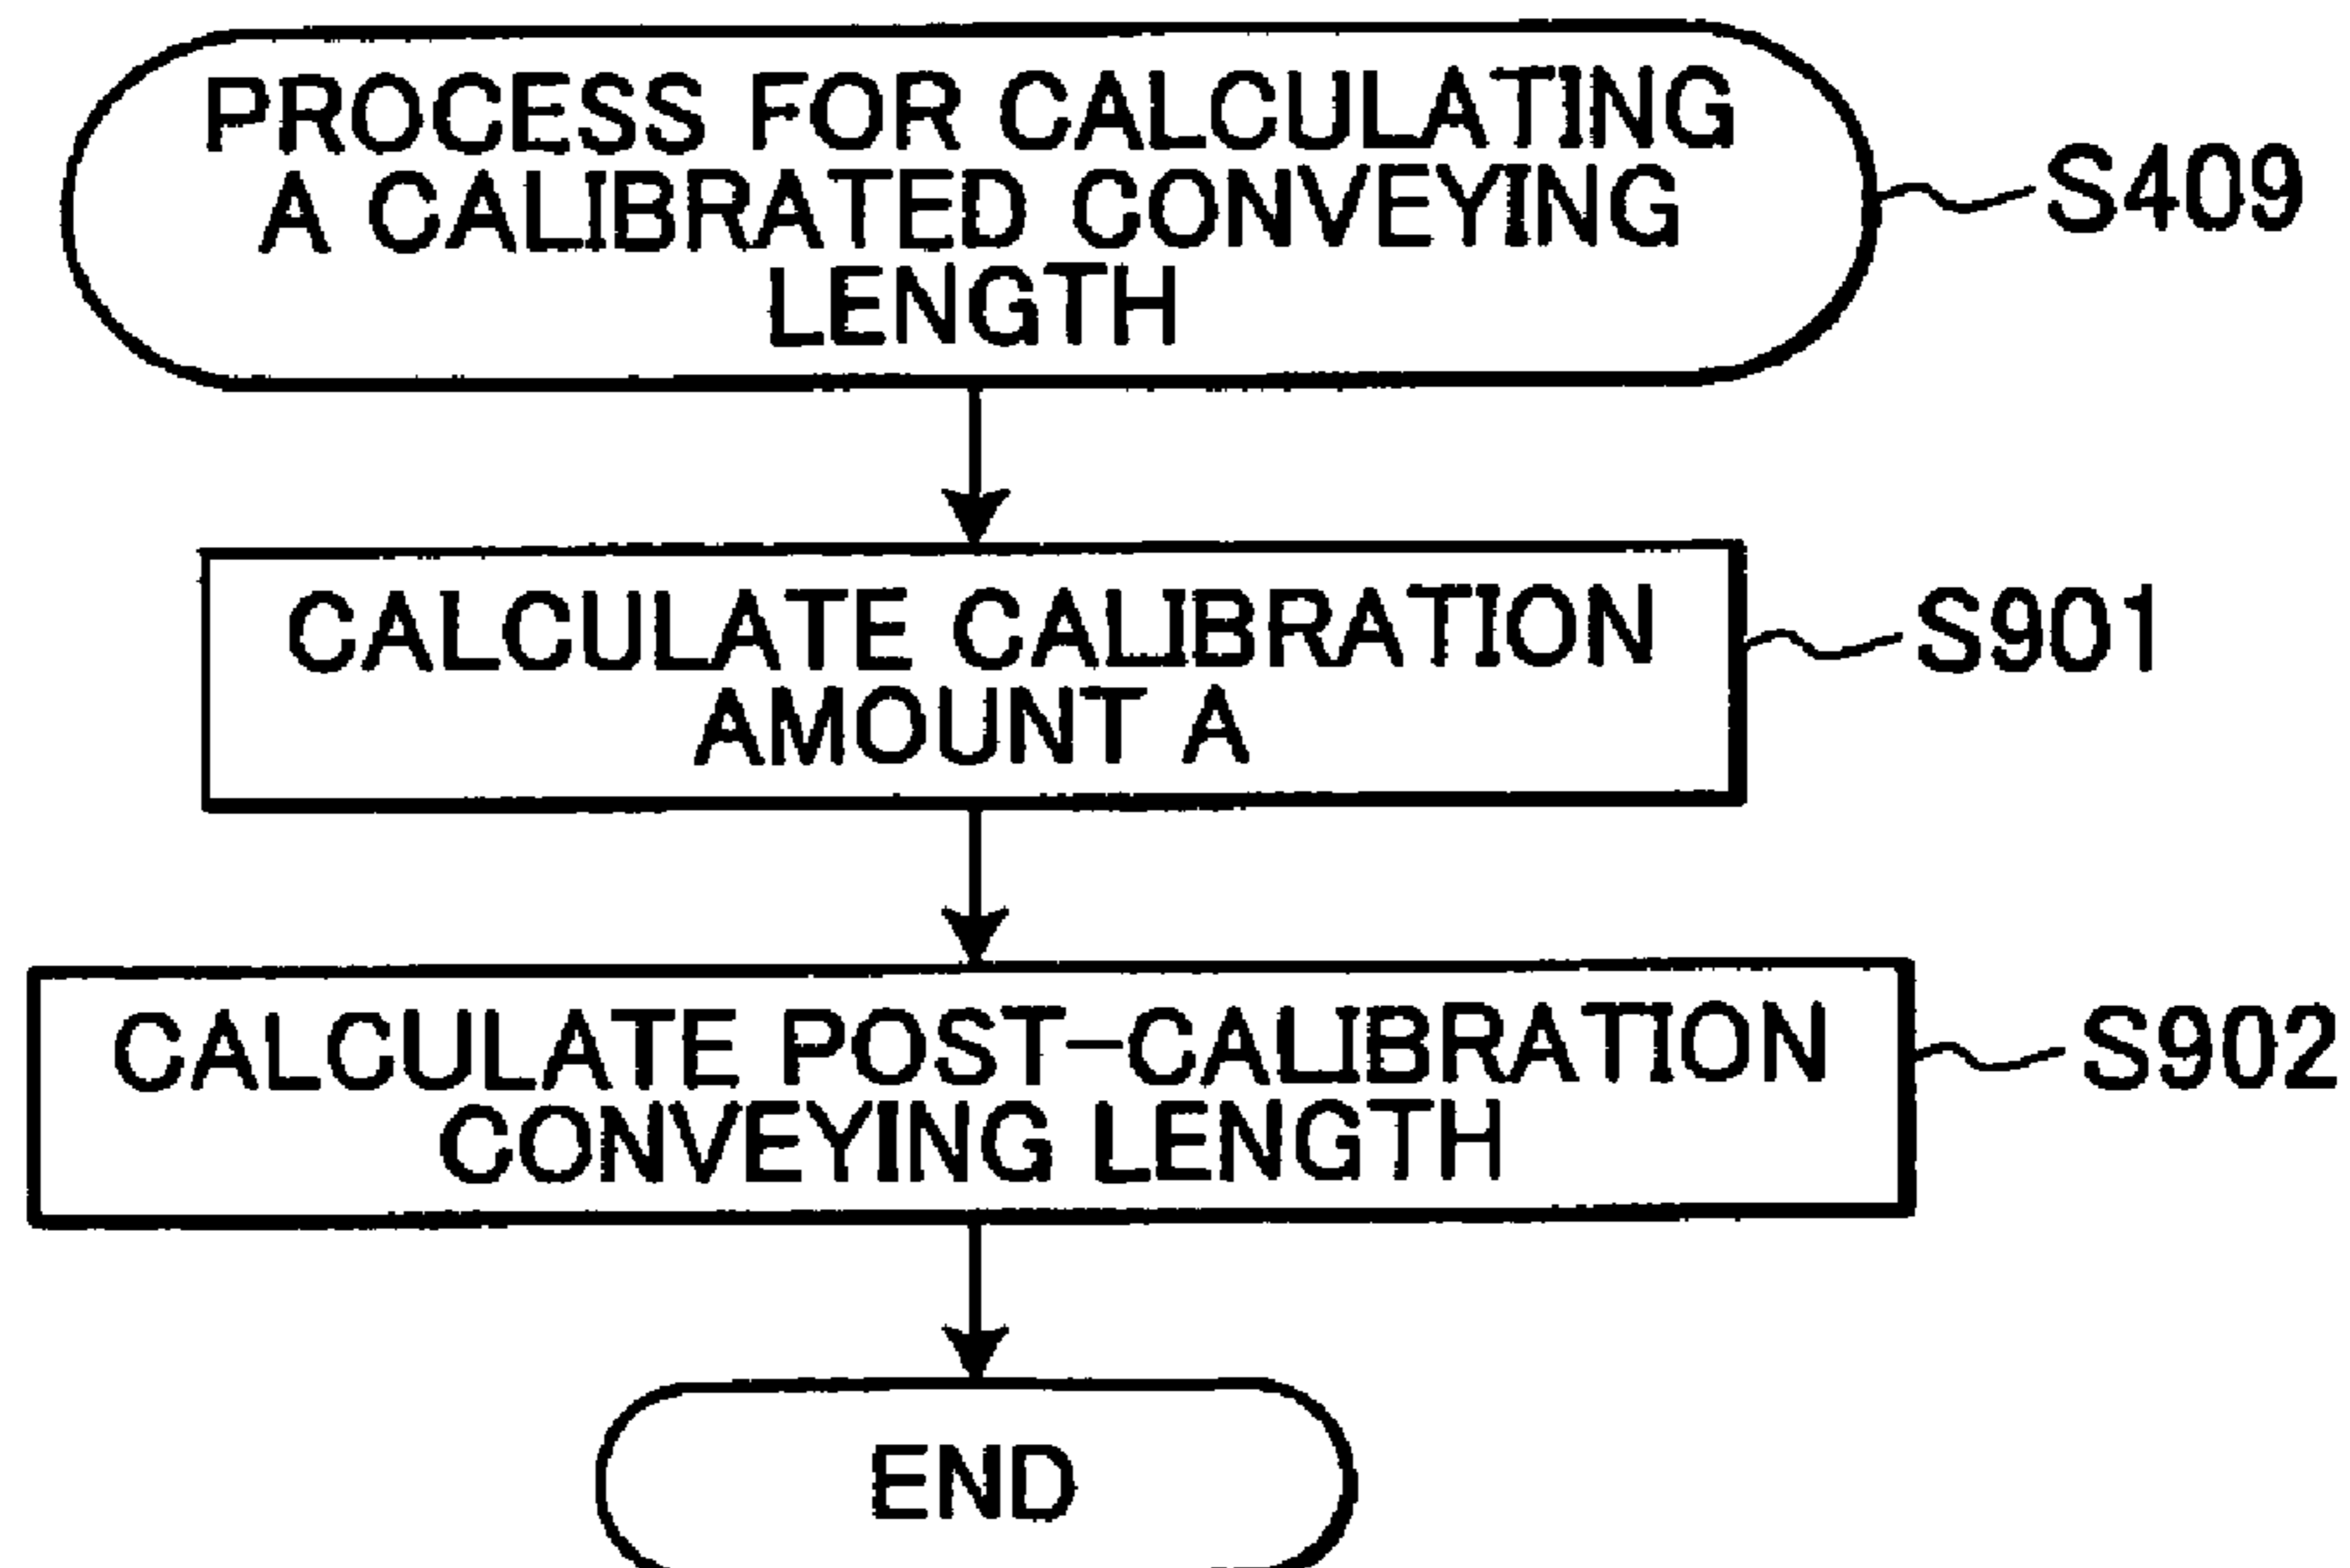 PROCESS FOR CALCULATING
A CALIBRATED CONVEYING
LENGTH
S409
CALCULATE CALIBRATION
AMOUNT A
S901
CALCULATE POST-CALIBRATION
CONVEYING LENGTH
S902
END